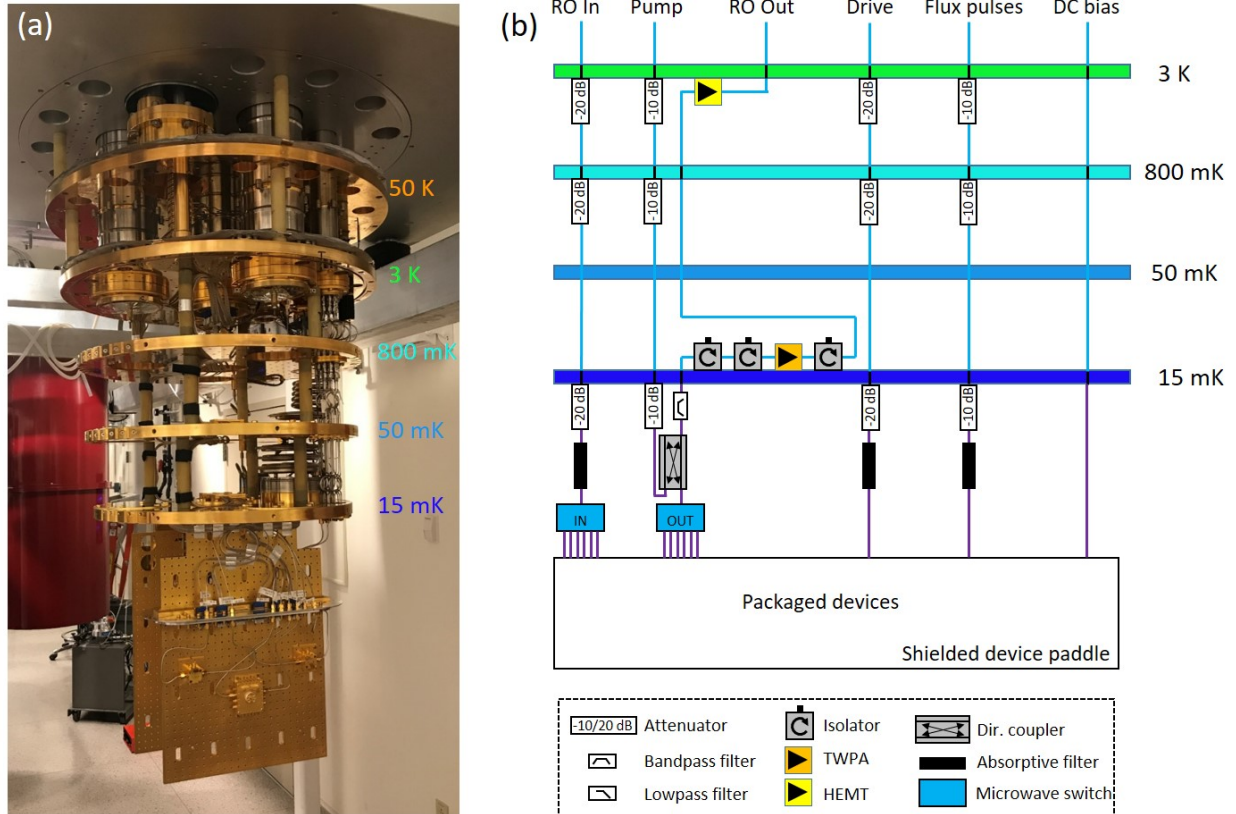 (a)
50 K
3 K
800 mK
50 mK
15 mK
(b)
RO In Pump RO Out Drive Flux pulses DC bias
3 K
-20 dB -10 dB -20 dB -10 dB
800 mK
-20 dB -10 dB -20 dB -10 dB
50 mK
15 mK
-20 dB -10 dB -20 dB -10 dB
IN OUT
Packaged devices
Shielded device paddle
-10/20 dB Attenuator Isolator Dir. coupler
Bandpass filter TWPA Absorptive filter
Lowpass filter HEMT Microwave switch